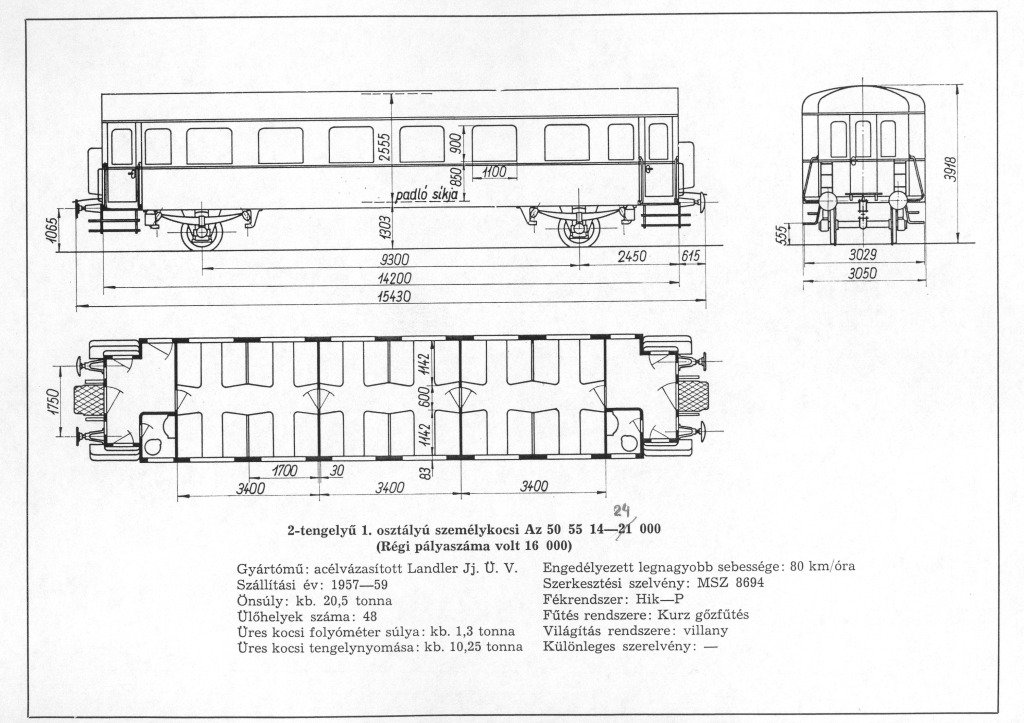 2555
900
850
1100
padló síkja
1303
1065
9300
2450
615
14200
15430
3918
555
3029
3050
1750
1142
600
1142
83
1700
30
3400
3400
3400
24
2-tengelyű 1. osztályú személykocsi Az 50 55 14—21 000
(Régi pályaszáma volt 16 000)
Gyártómű: acélvázasított Landler Jj. Ü. V.
Szállítási év: 1957—59
Önsúly: kb. 20,5 tonna
Ülőhelyek száma: 48
Üres kocsi folyóméter súlya: kb. 1,3 tonna
Üres kocsi tengelynyomása: kb. 10,25 tonna
Engedélyezett legnagyobb sebessége: 80 km/óra
Szerkesztési szelvény: MSZ 8694
Fékrendszer: Hik—P
Fűtés rendszere: Kurz gőzfűtés
Világítás rendszere: villany
Különleges szerelvény: —